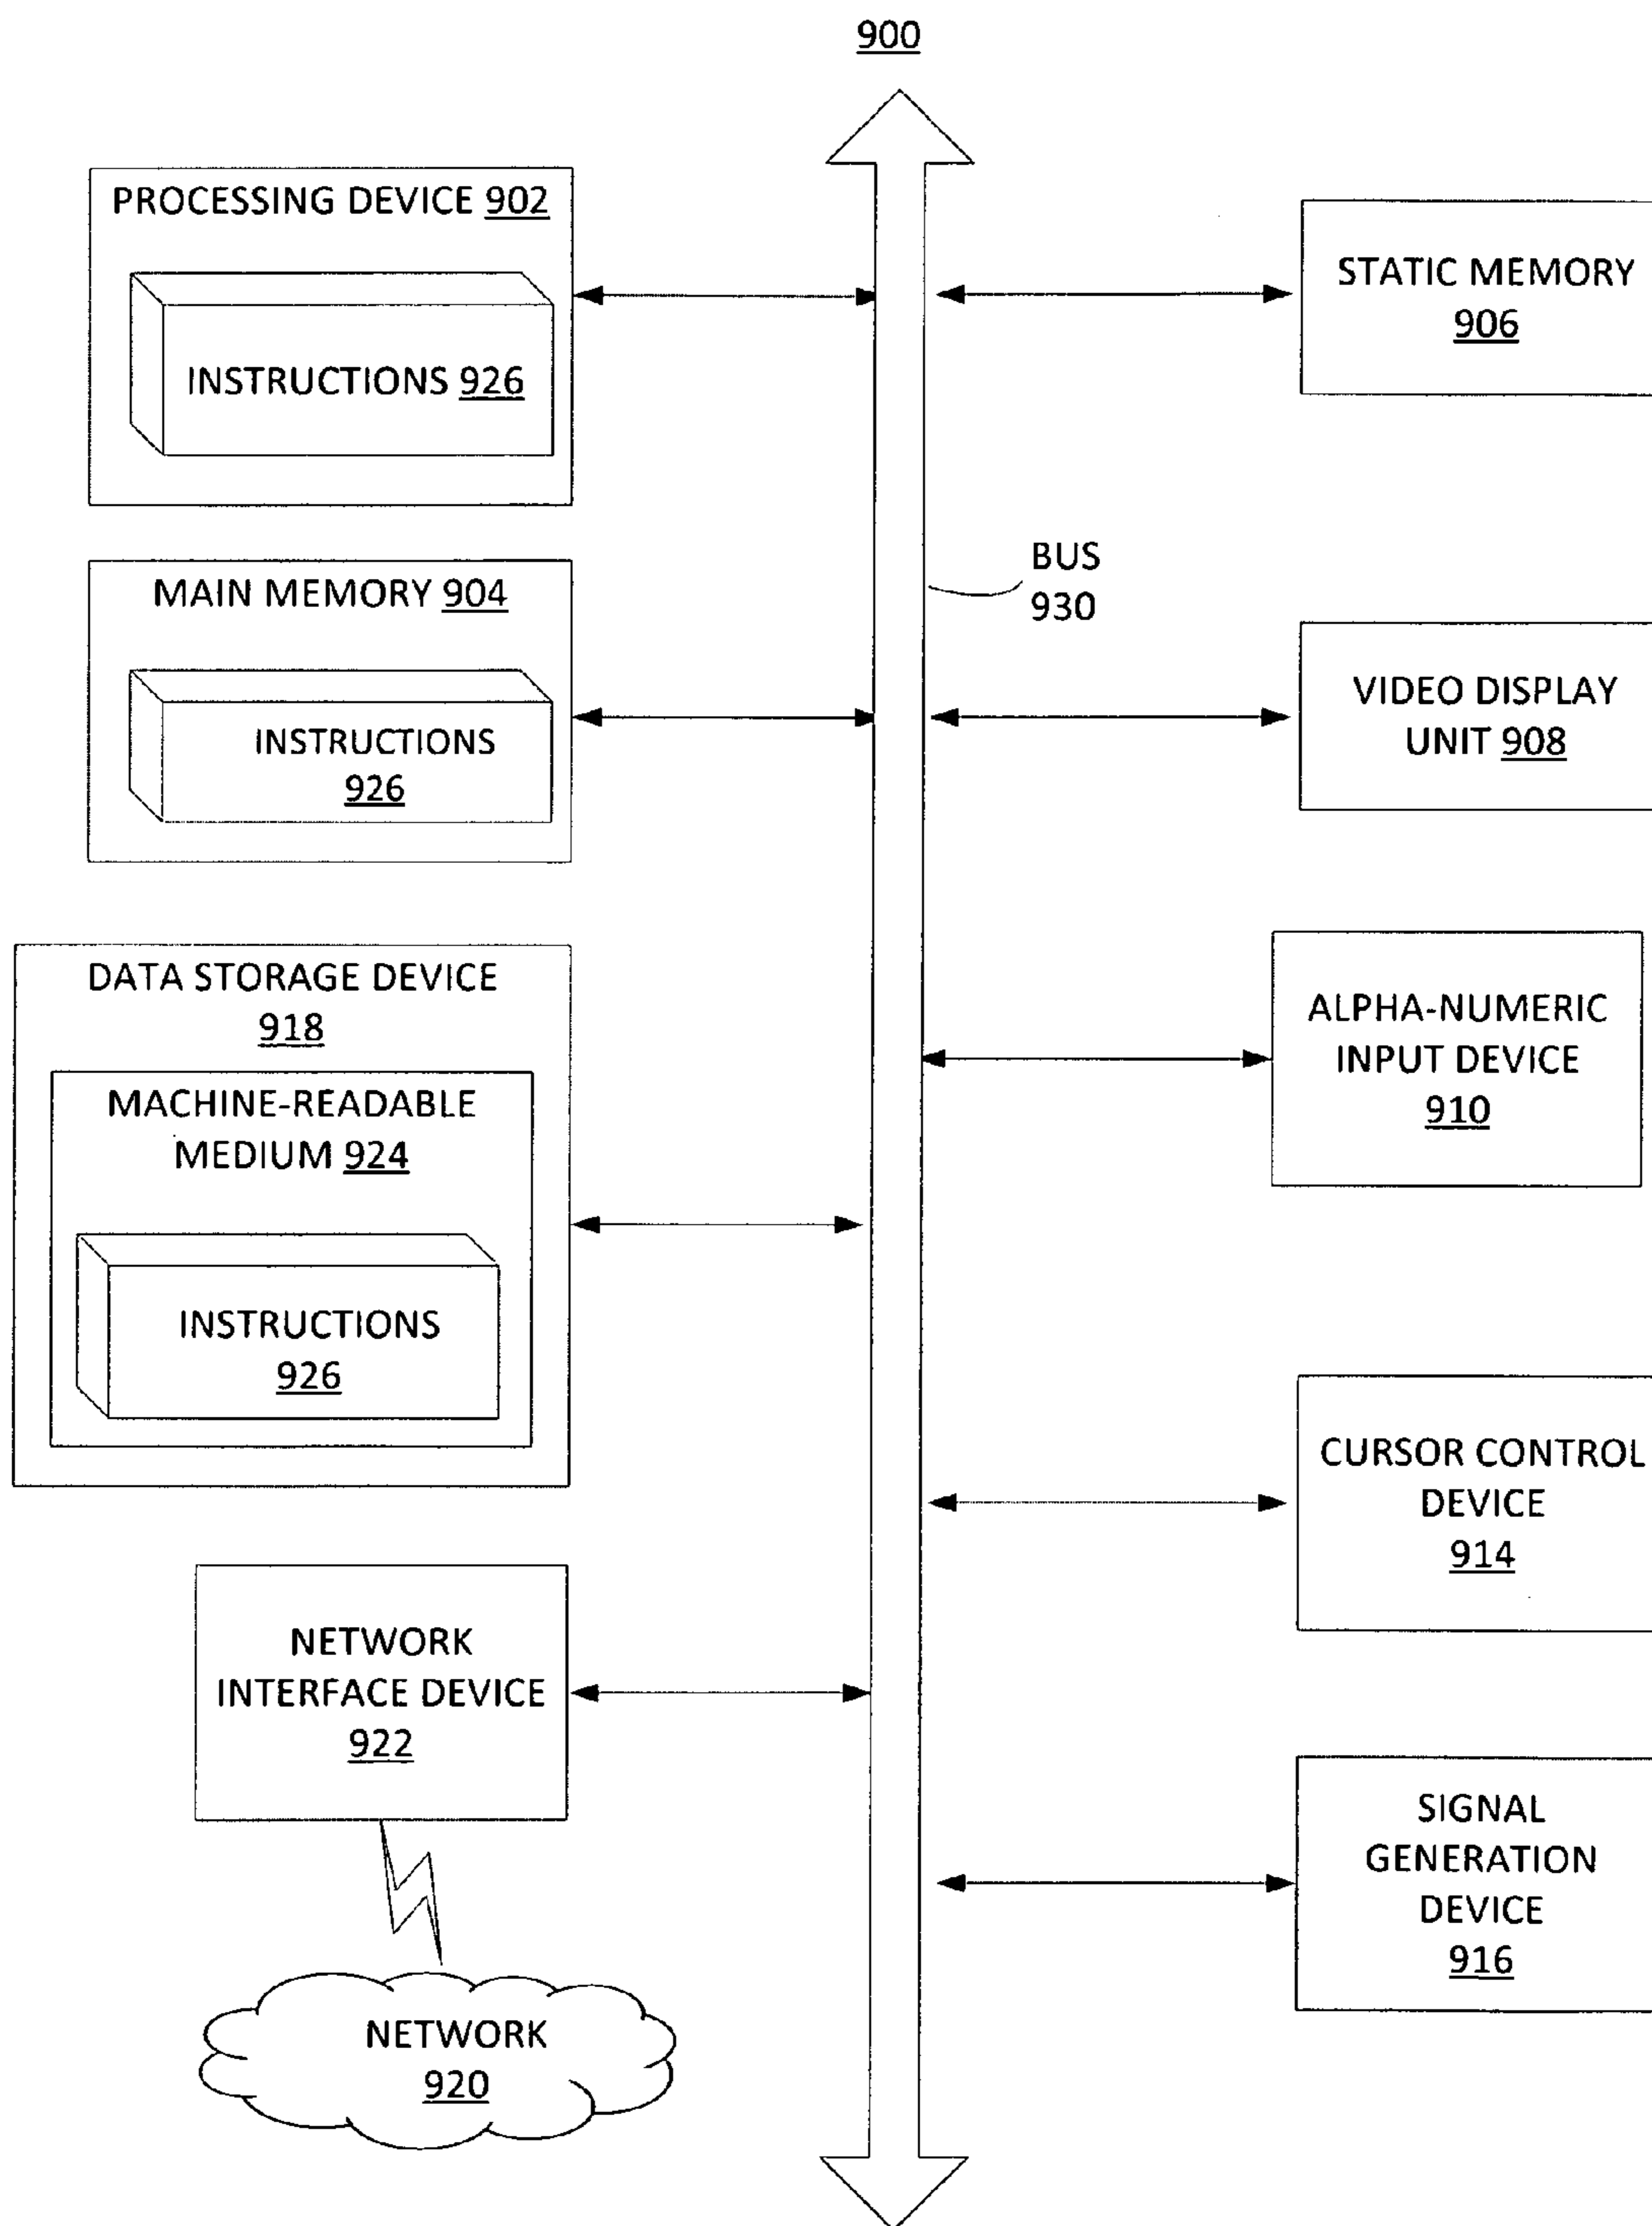 900
PROCESSING DEVICE 902
INSTRUCTIONS 926
MAIN MEMORY 904
INSTRUCTIONS
926
DATA STORAGE DEVICE
918
MACHINE-READABLE
MEDIUM 924
INSTRUCTIONS
926
NETWORK
INTERFACE DEVICE
922
NETWORK
920
BUS
930
STATIC MEMORY
906
VIDEO DISPLAY
UNIT 908
ALPHA-NUMERIC
INPUT DEVICE
910
CURSOR CONTROL
DEVICE
914
SIGNAL
GENERATION
DEVICE
916